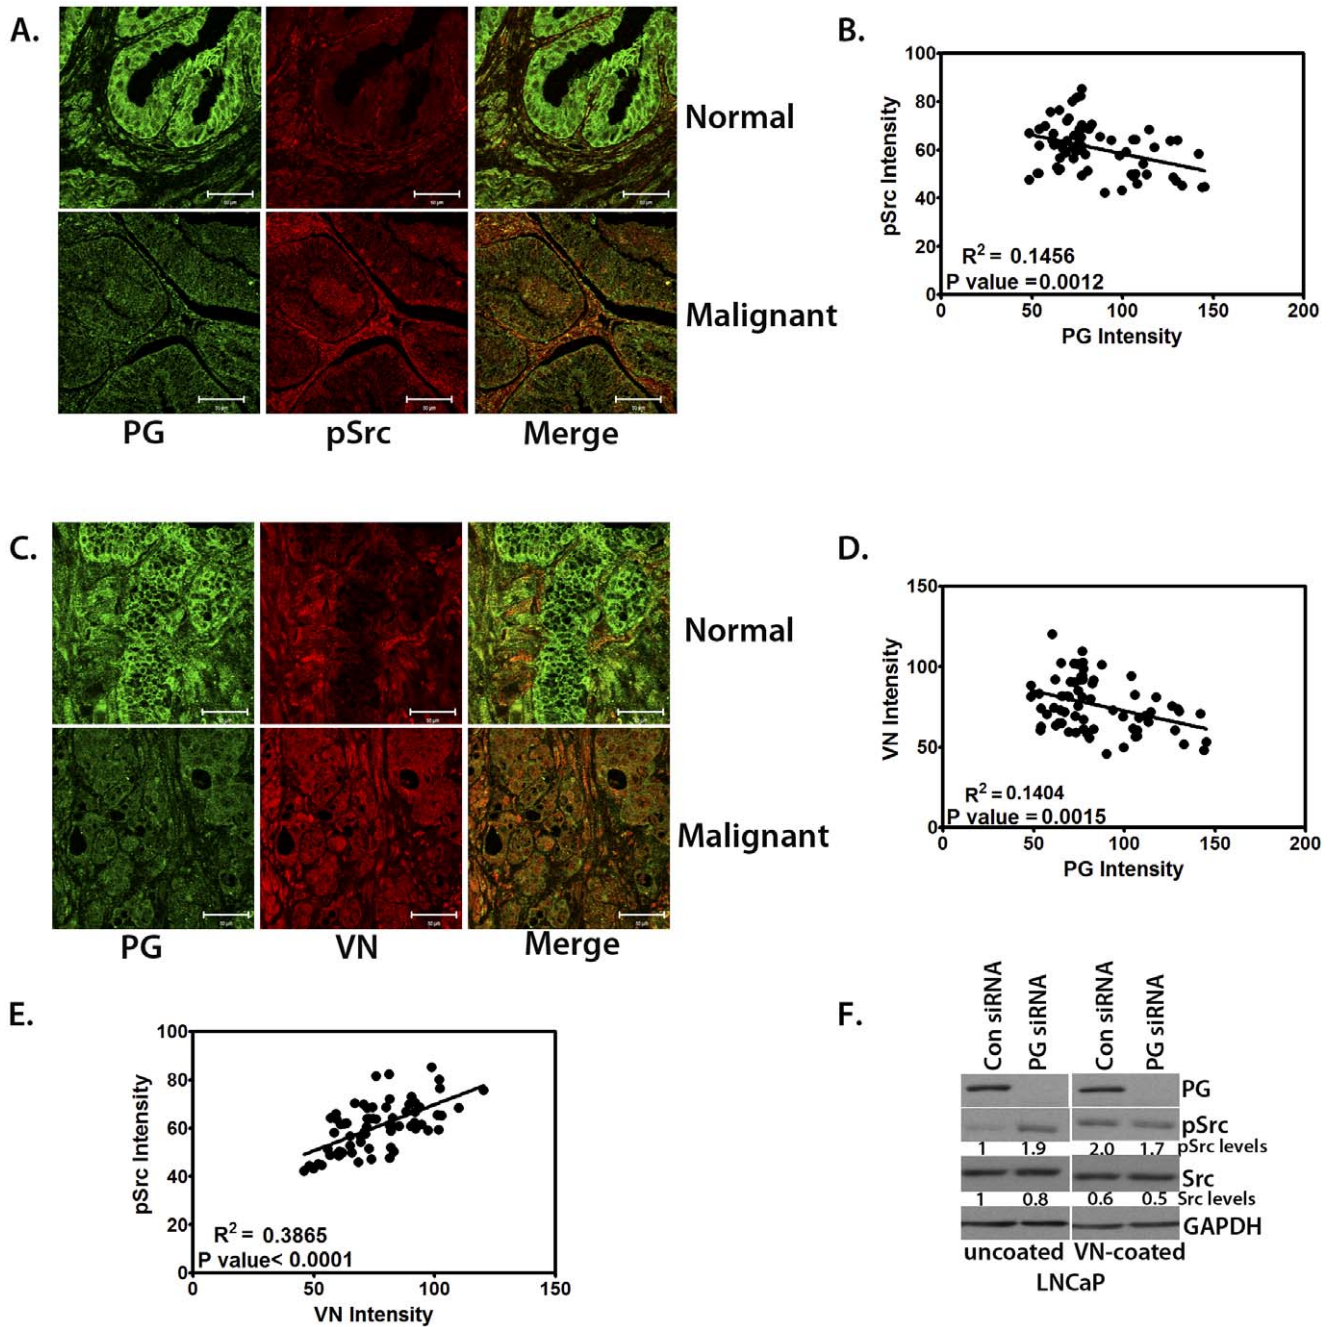 A.
Normal
Malignant
PG pSrc Merge
B.
100
80
60
40
20
0
pSrc Intensity
R² = 0.1456
P value =0.0012
0 50 100 150 200
PG Intensity
C.
Normal
Malignant
PG VN Merge
D.
150
100
50
0
VN Intensity
R² = 0.1404
P value =0.0015
0 50 100 150 200
PG Intensity
E.
100
80
60
40
20
0
pSrc Intensity
R² = 0.3865
P value< 0.0001
0 50 100 150
VN Intensity
F.
Con siRNA PG siRNA Con siRNA PG siRNA
PG
pSrc
1 1.9 2.0 1.7 pSrc levels
Src
1 0.8 0.6 0.5 Src levels
GAPDH
uncoated VN-coated
LNCaP